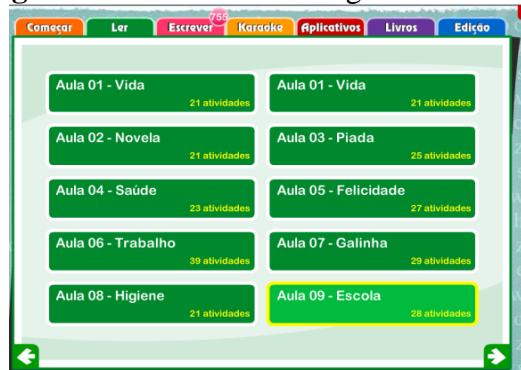 755
Começar Ler Escrever Karaoke Aplicativos Livros Edição
Aula 01 - Vida
21 atividades
Aula 01 - Vida
21 atividades
Aula 02 - Novela
21 atividades
Aula 03 - Piada
25 atividades
Aula 04 - Saúde
23 atividades
Aula 05 - Felicidade
27 atividades
Aula 06 - Trabalho
39 atividades
Aula 07 - Galinha
29 atividades
Aula 08 - Higiene
21 atividades
Aula 09 - Escola
28 atividades